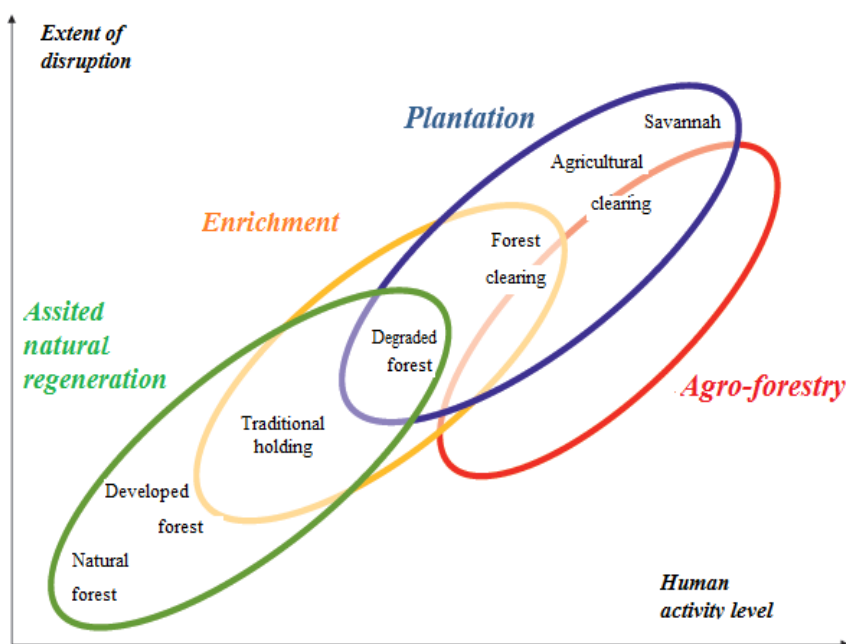 Extent of
disruption
Plantation
Savannah
Agricultural
clearing
Enrichment
Forest
clearing
Assited
natural
regeneration
Degraded
forest
Agro-forestry
Traditional
holding
Developed
forest
Natural
forest
Human
activity level